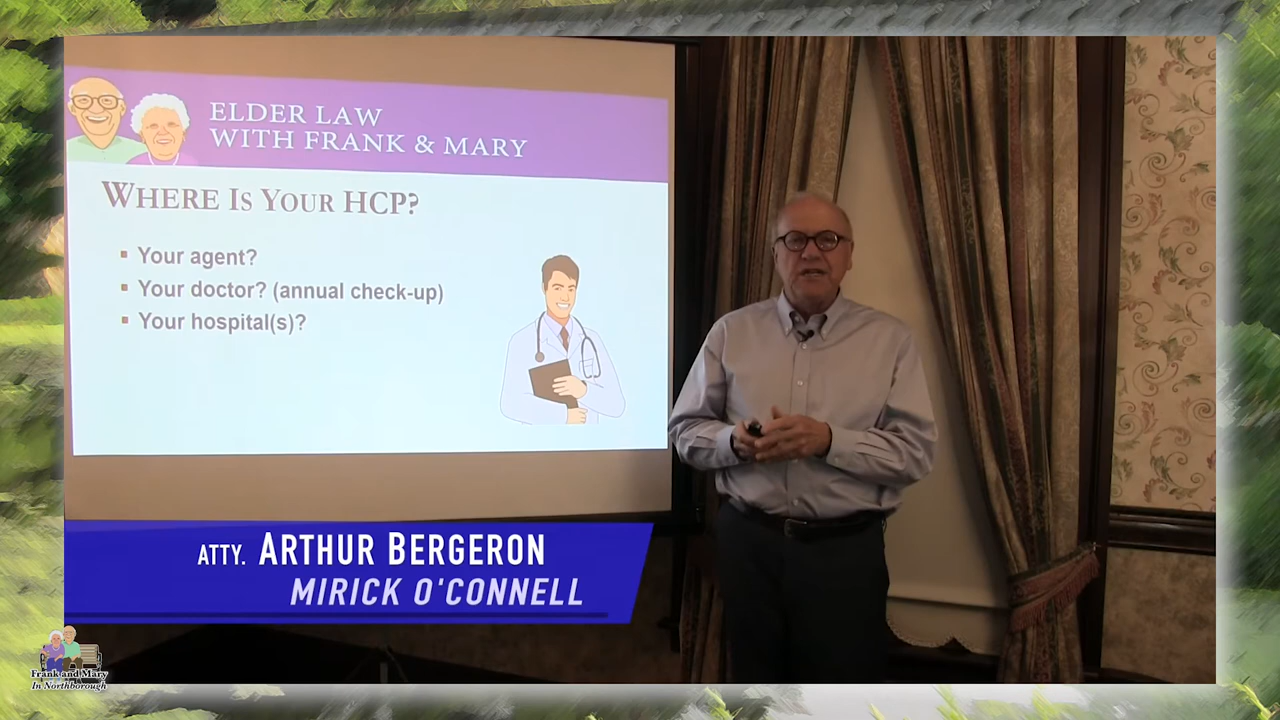 ELDER LAW
WITH FRANK & MARY
WHERE IS YOUR HCP?
▪ Your agent?
▪ Your doctor? (annual check-up)
▪ Your hospital(s)?
ATTY. ARTHUR BERGERON
MIRICK O'CONNELL
Frank and Mary
In Northborough